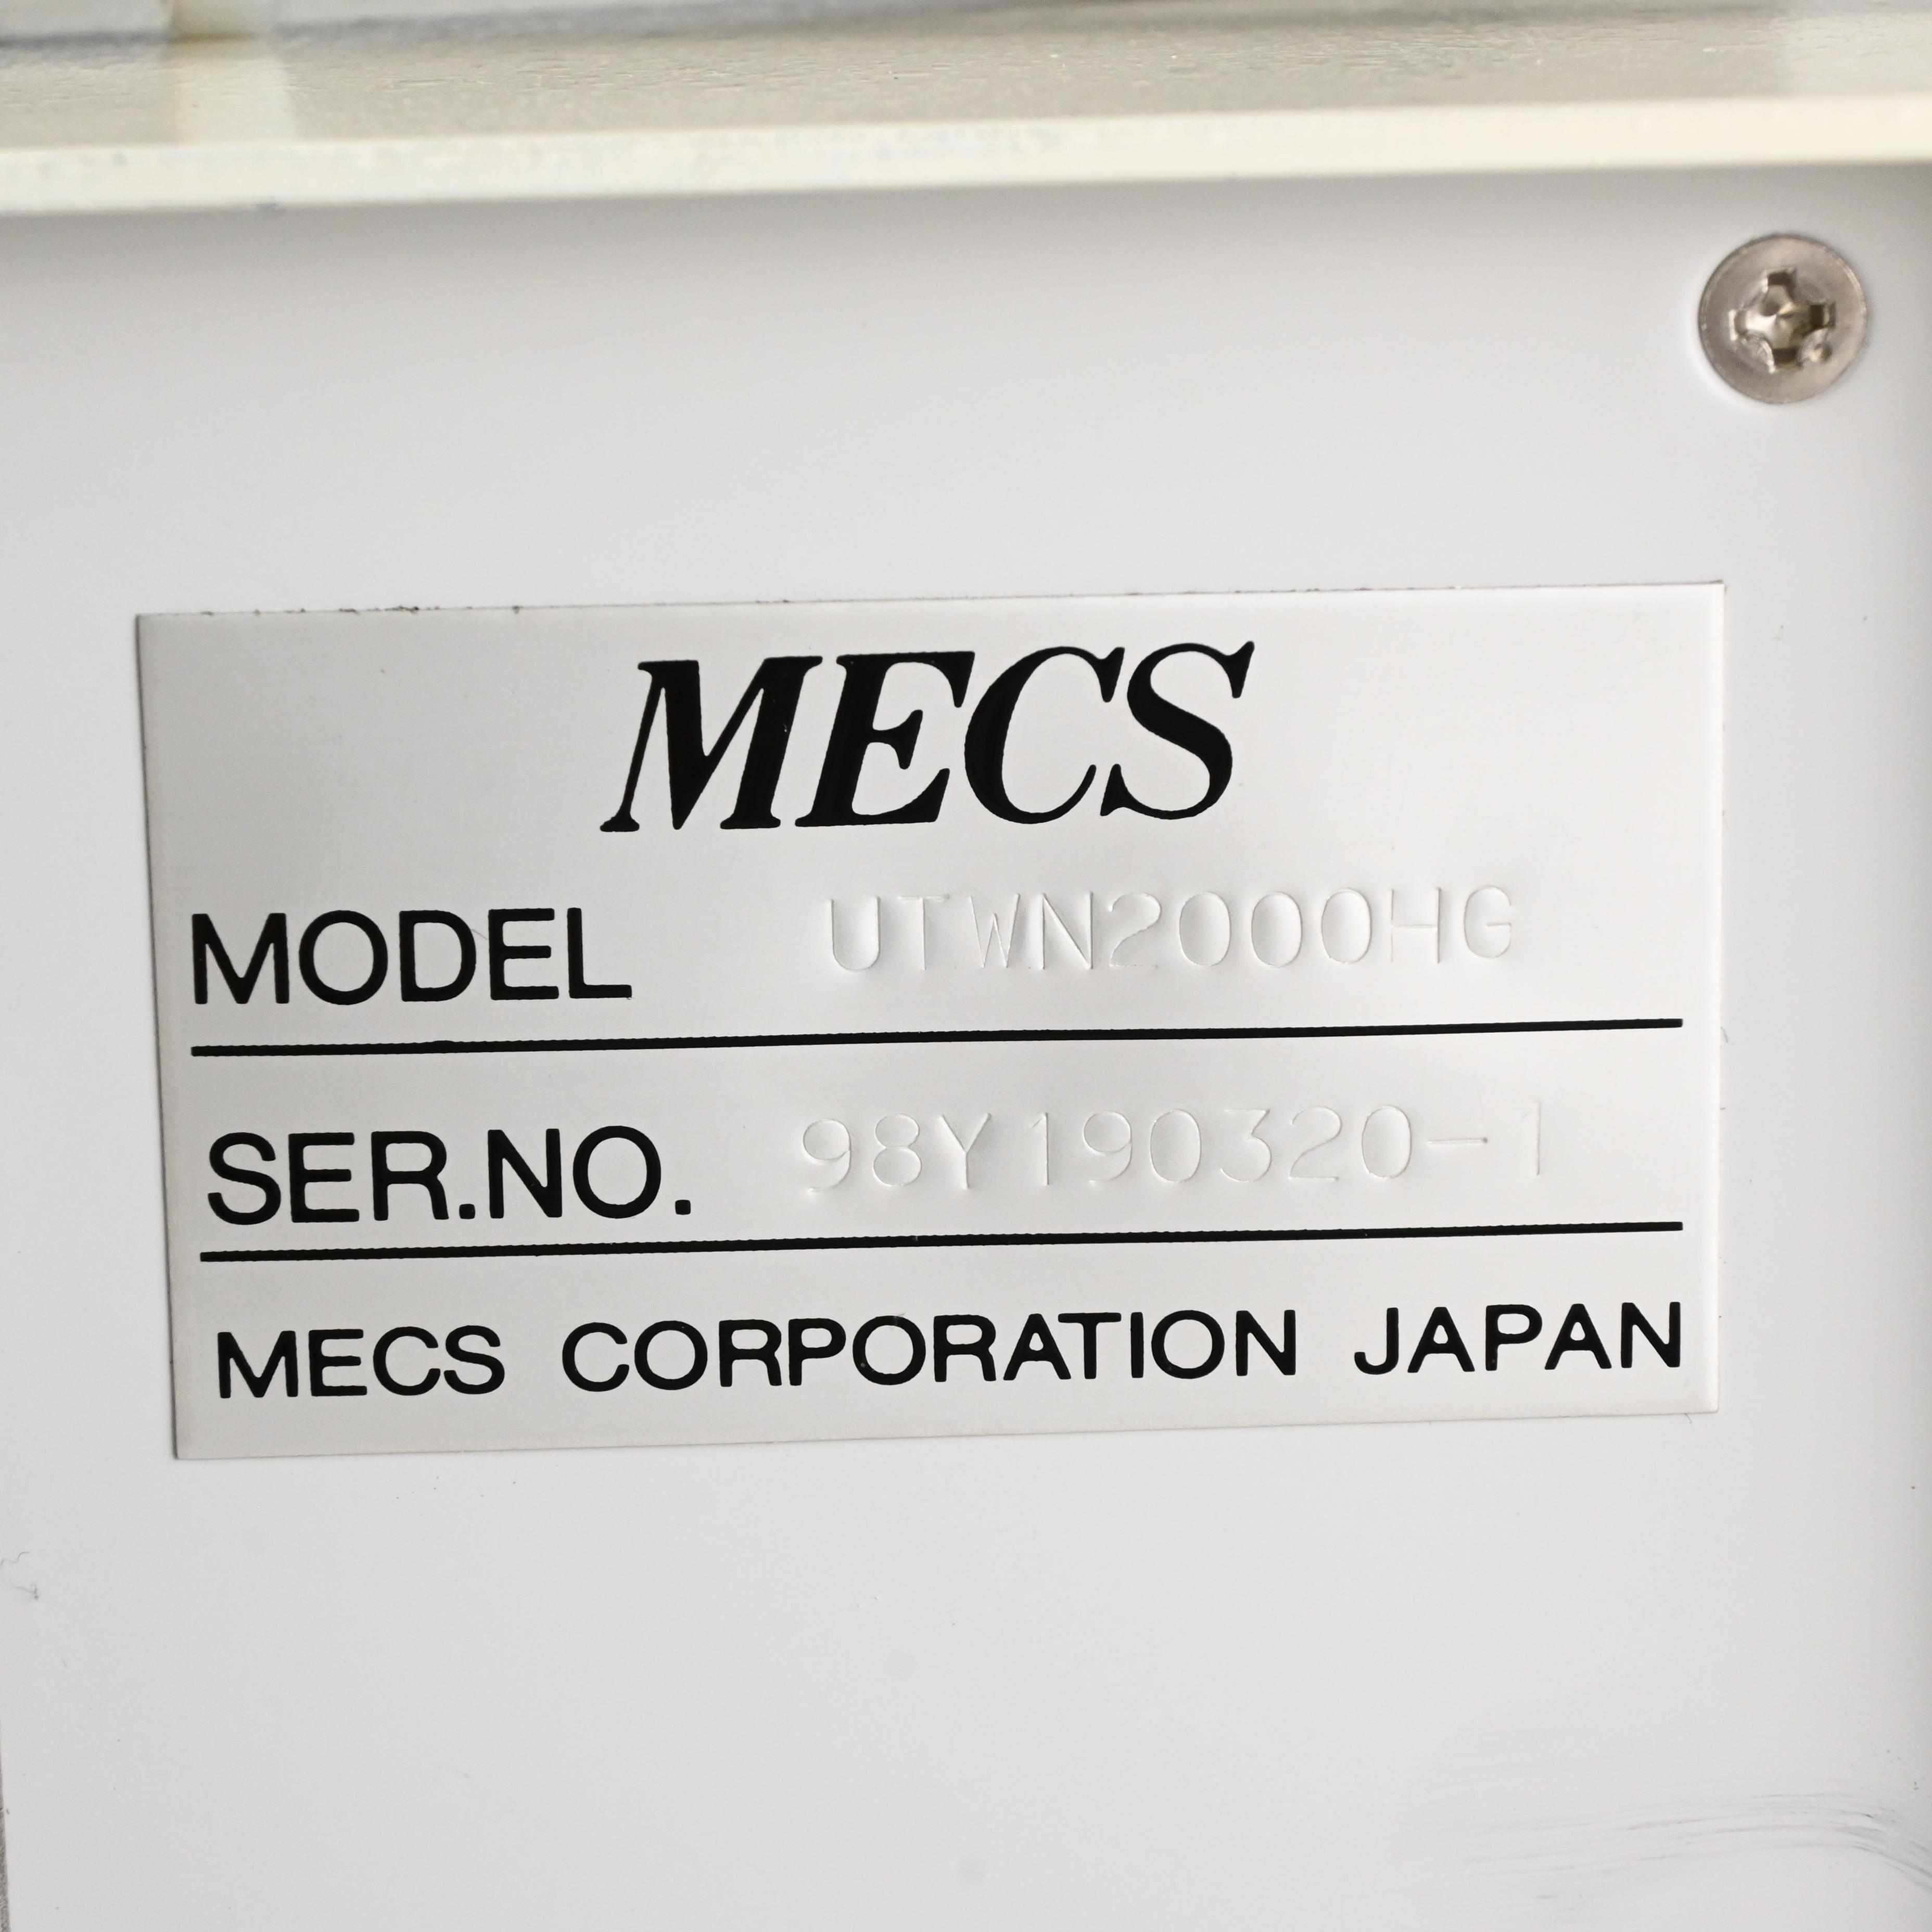 MECS
MODEL UTWN2000HG
SER.NO. 98Y190320-1
MECS CORPORATION JAPAN